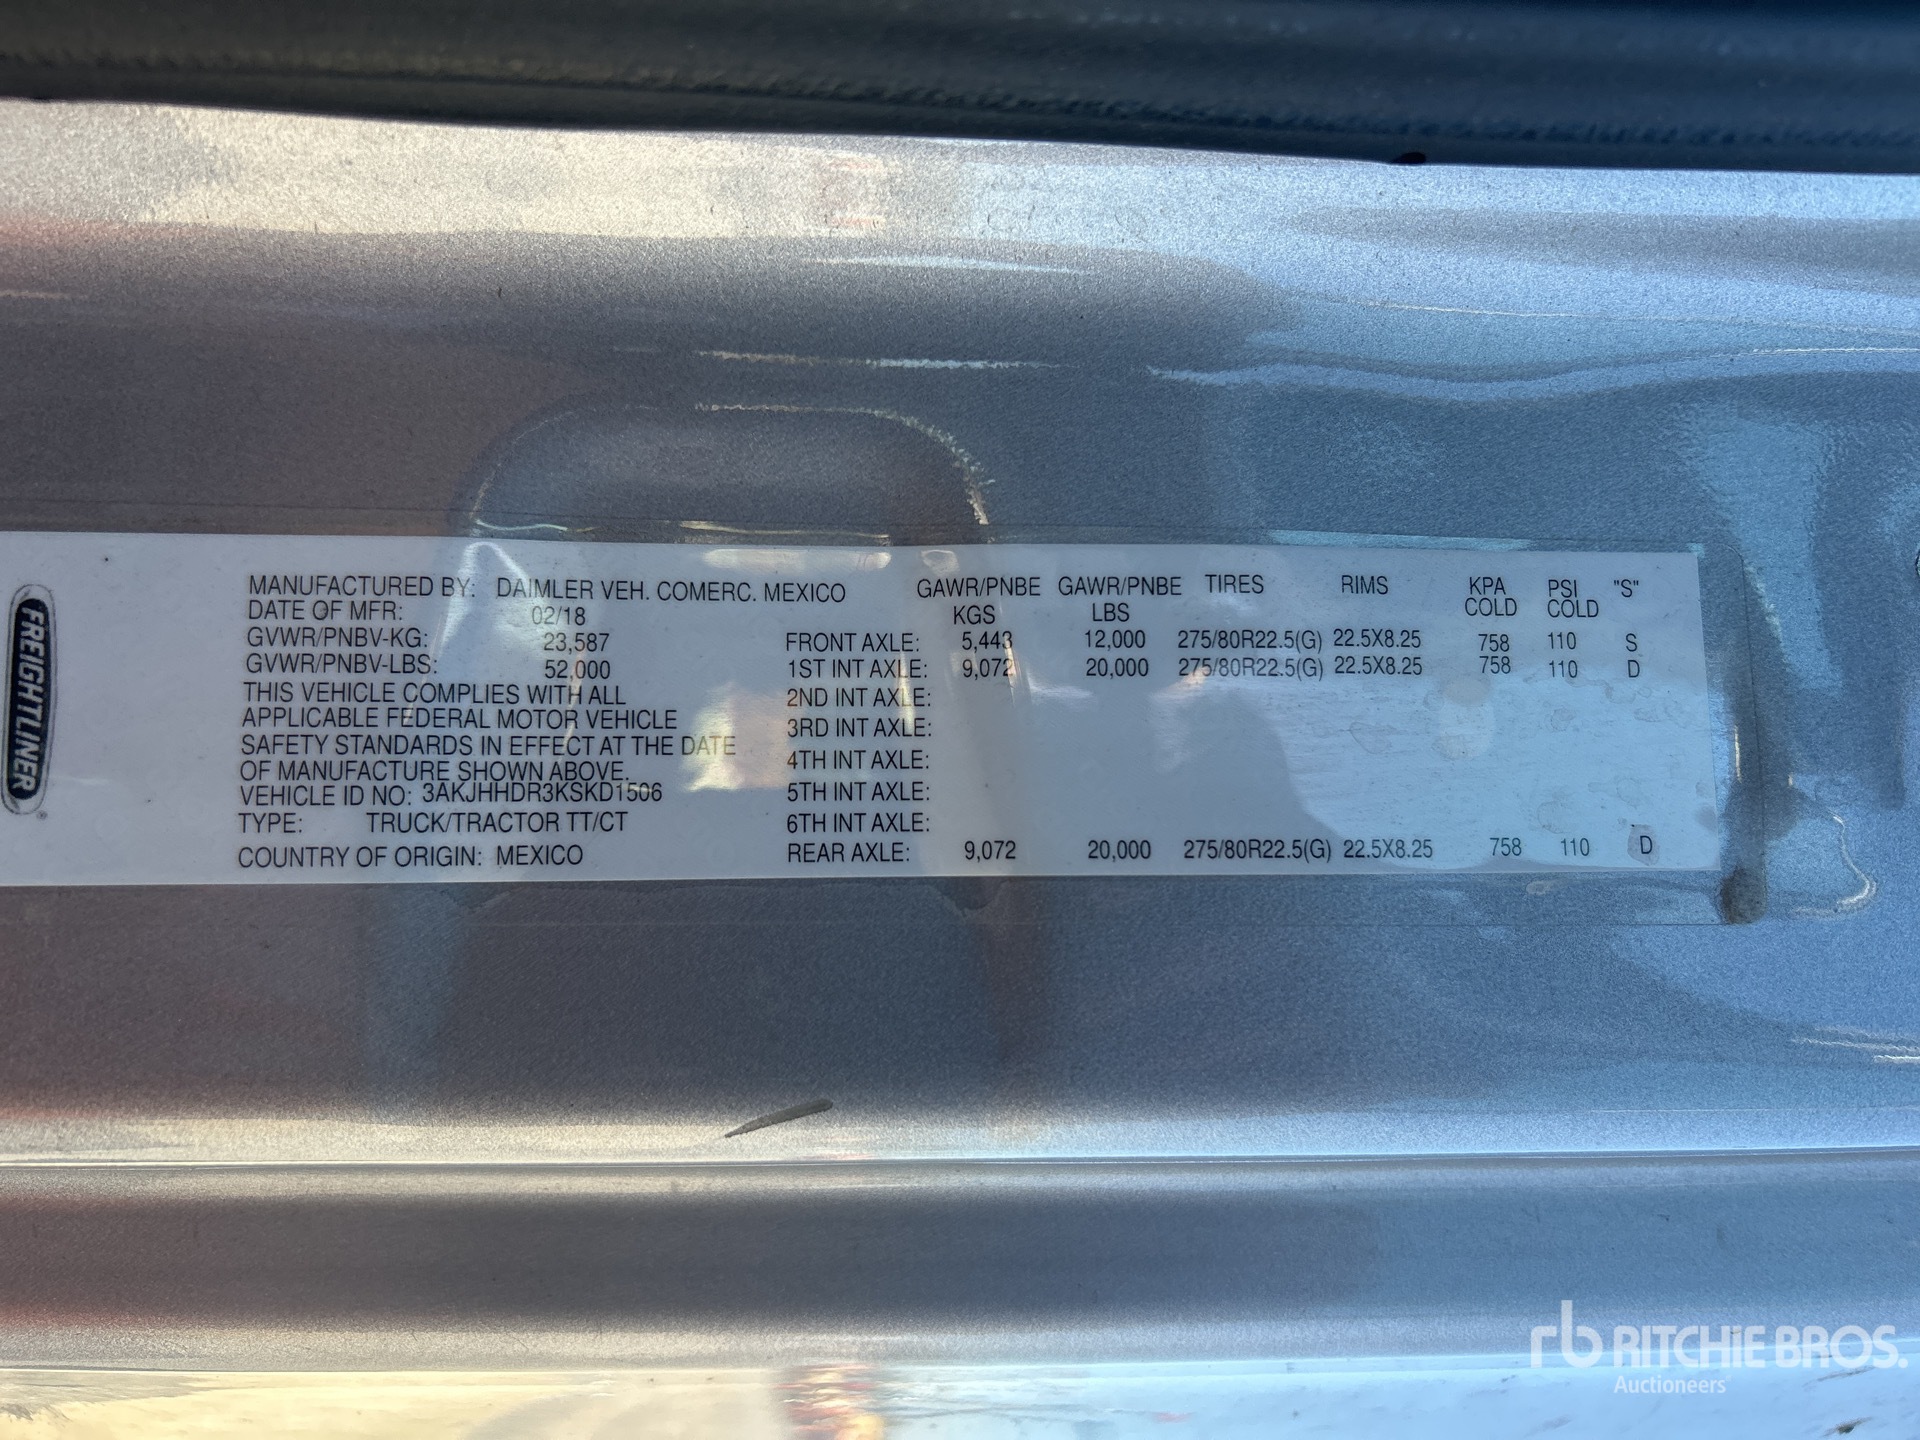 FREIGHTLINER
MANUFACTURED BY: DAIMLER VEH. COMERC. MEXICO
DATE OF MFR: 02/18
GVWR/PNBV-KG: 23,587
GVWR/PNBV-LBS: 52,000
THIS VEHICLE COMPLIES WITH ALL
APPLICABLE FEDERAL MOTOR VEHICLE
SAFETY STANDARDS IN EFFECT AT THE DATE
OF MANUFACTURE SHOWN ABOVE.
VEHICLE ID NO: 3AKJHHDR3KSKD1506
TYPE: TRUCK/TRACTOR TT/CT
COUNTRY OF ORIGIN: MEXICO
GAWR/PNBE GAWR/PNBE TIRES RIMS KPA PSI "S"
KGS LBS COLD COLD
FRONT AXLE: 5,443 12,000 275/80R22.5(G) 22.5X8.25 758 110 S
1ST INT AXLE: 9,072 20,000 275/80R22.5(G) 22.5X8.25 758 110 D
2ND INT AXLE:
3RD INT AXLE:
4TH INT AXLE:
5TH INT AXLE:
6TH INT AXLE:
REAR AXLE: 9,072 20,000 275/80R22.5(G) 22.5X8.25 758 110 D
rb RITCHIE BROS.
Auctioneers